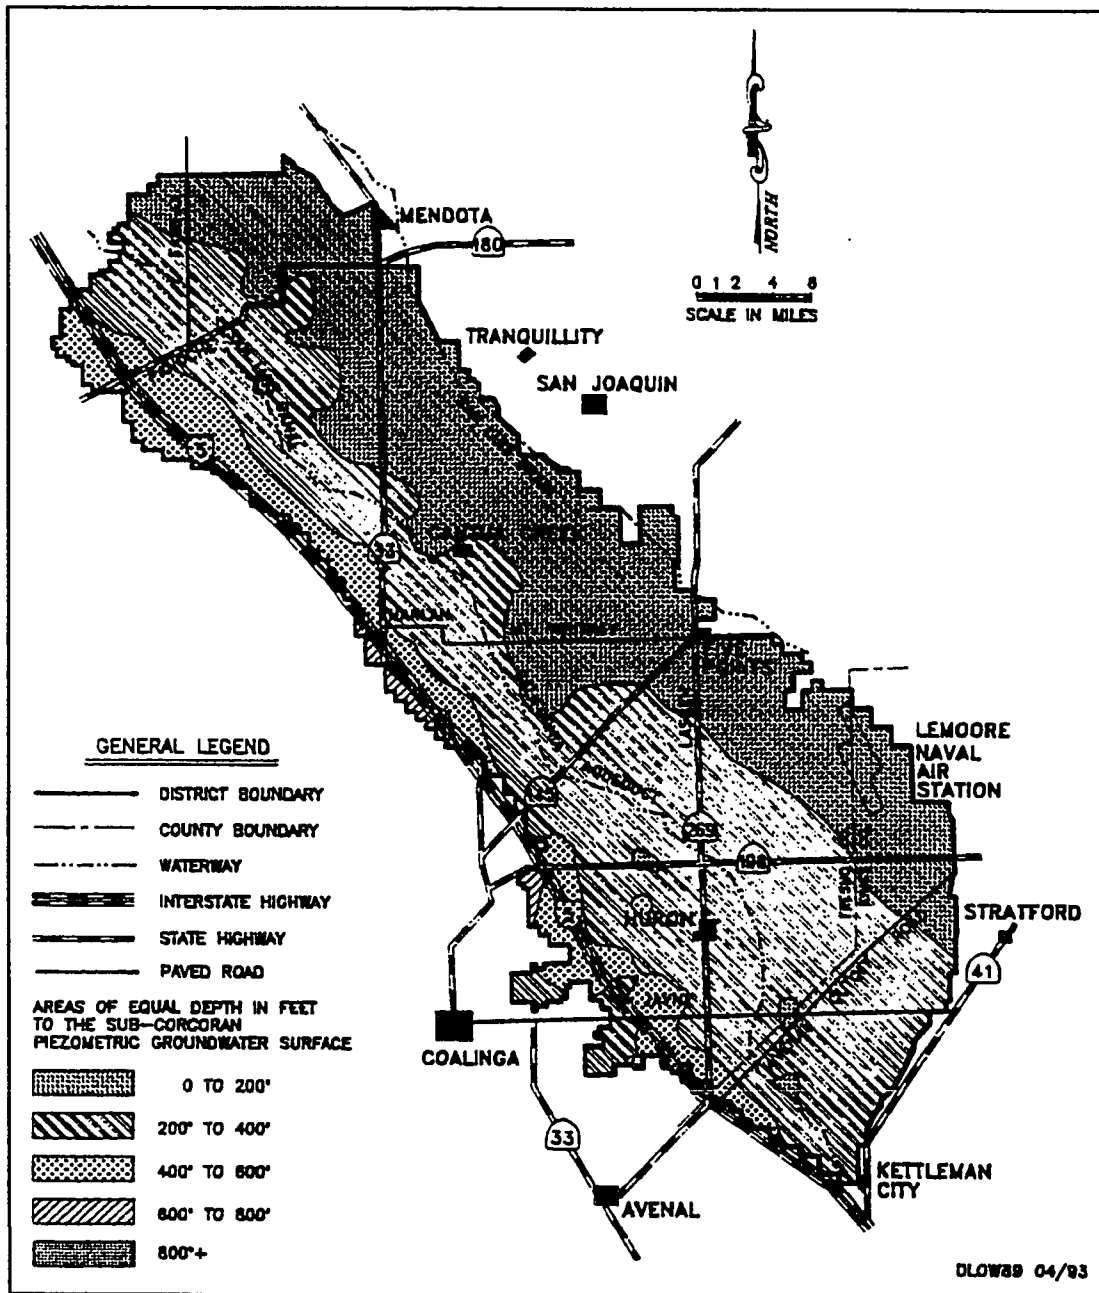 MENDOTA
180
NORTH
0 1 2 4 8
SCALE IN MILES
TRANQUILLITY
SAN JOAQUIN
5
33
LEMOORE
NAVAL
AIR
STATION
269
198
HURON
STRATFORD
41
JAYNE
COALINGA
33
AVENAL
KETTLEMAN
CITY
GENERAL LEGEND
DISTRICT BOUNDARY
COUNTY BOUNDARY
WATERWAY
INTERSTATE HIGHWAY
STATE HIGHWAY
PAVED ROAD
AREAS OF EQUAL DEPTH IN FEET
TO THE SUB-CORCORAN
PIEZOMETRIC GROUNDWATER SURFACE
0 TO 200'
200' TO 400'
400' TO 600'
600' TO 800'
800'+
DLOW89 04/93